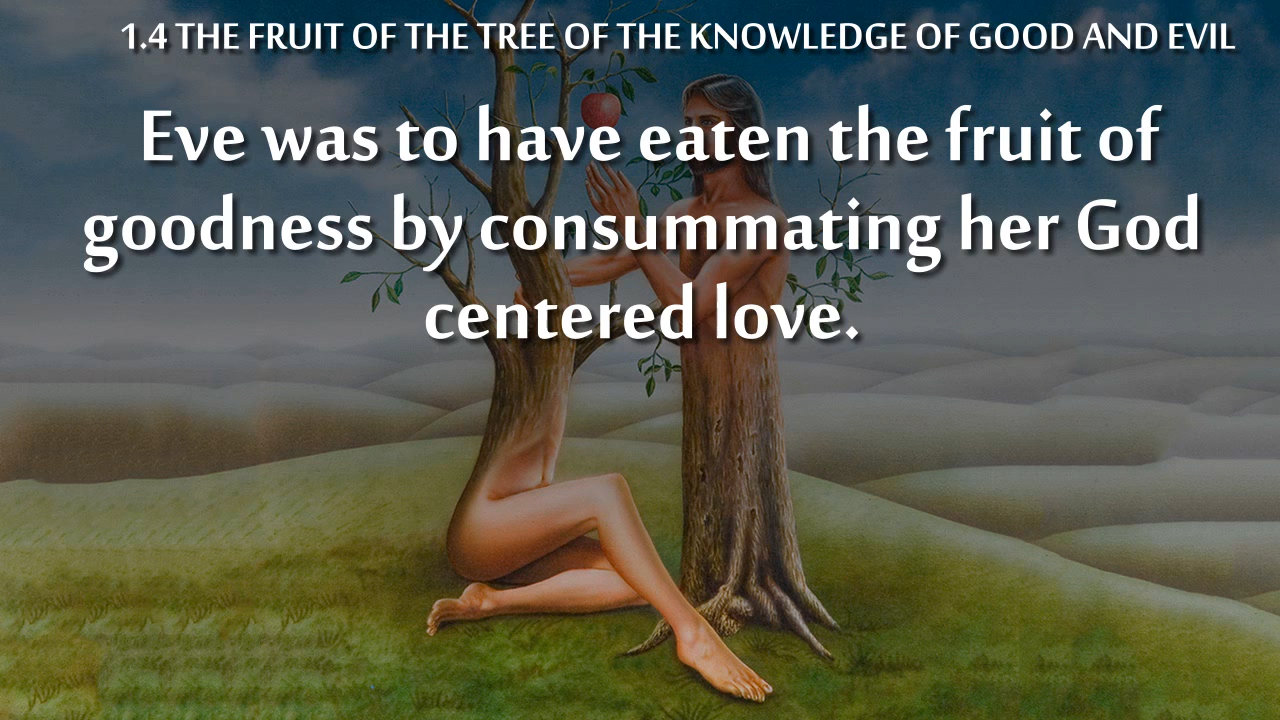 1.4 THE FRUIT OF THE TREE OF THE KNOWLEDGE OF GOOD AND EVIL
Eve was to have eaten the fruit of
goodness by consummating her God
centered love.